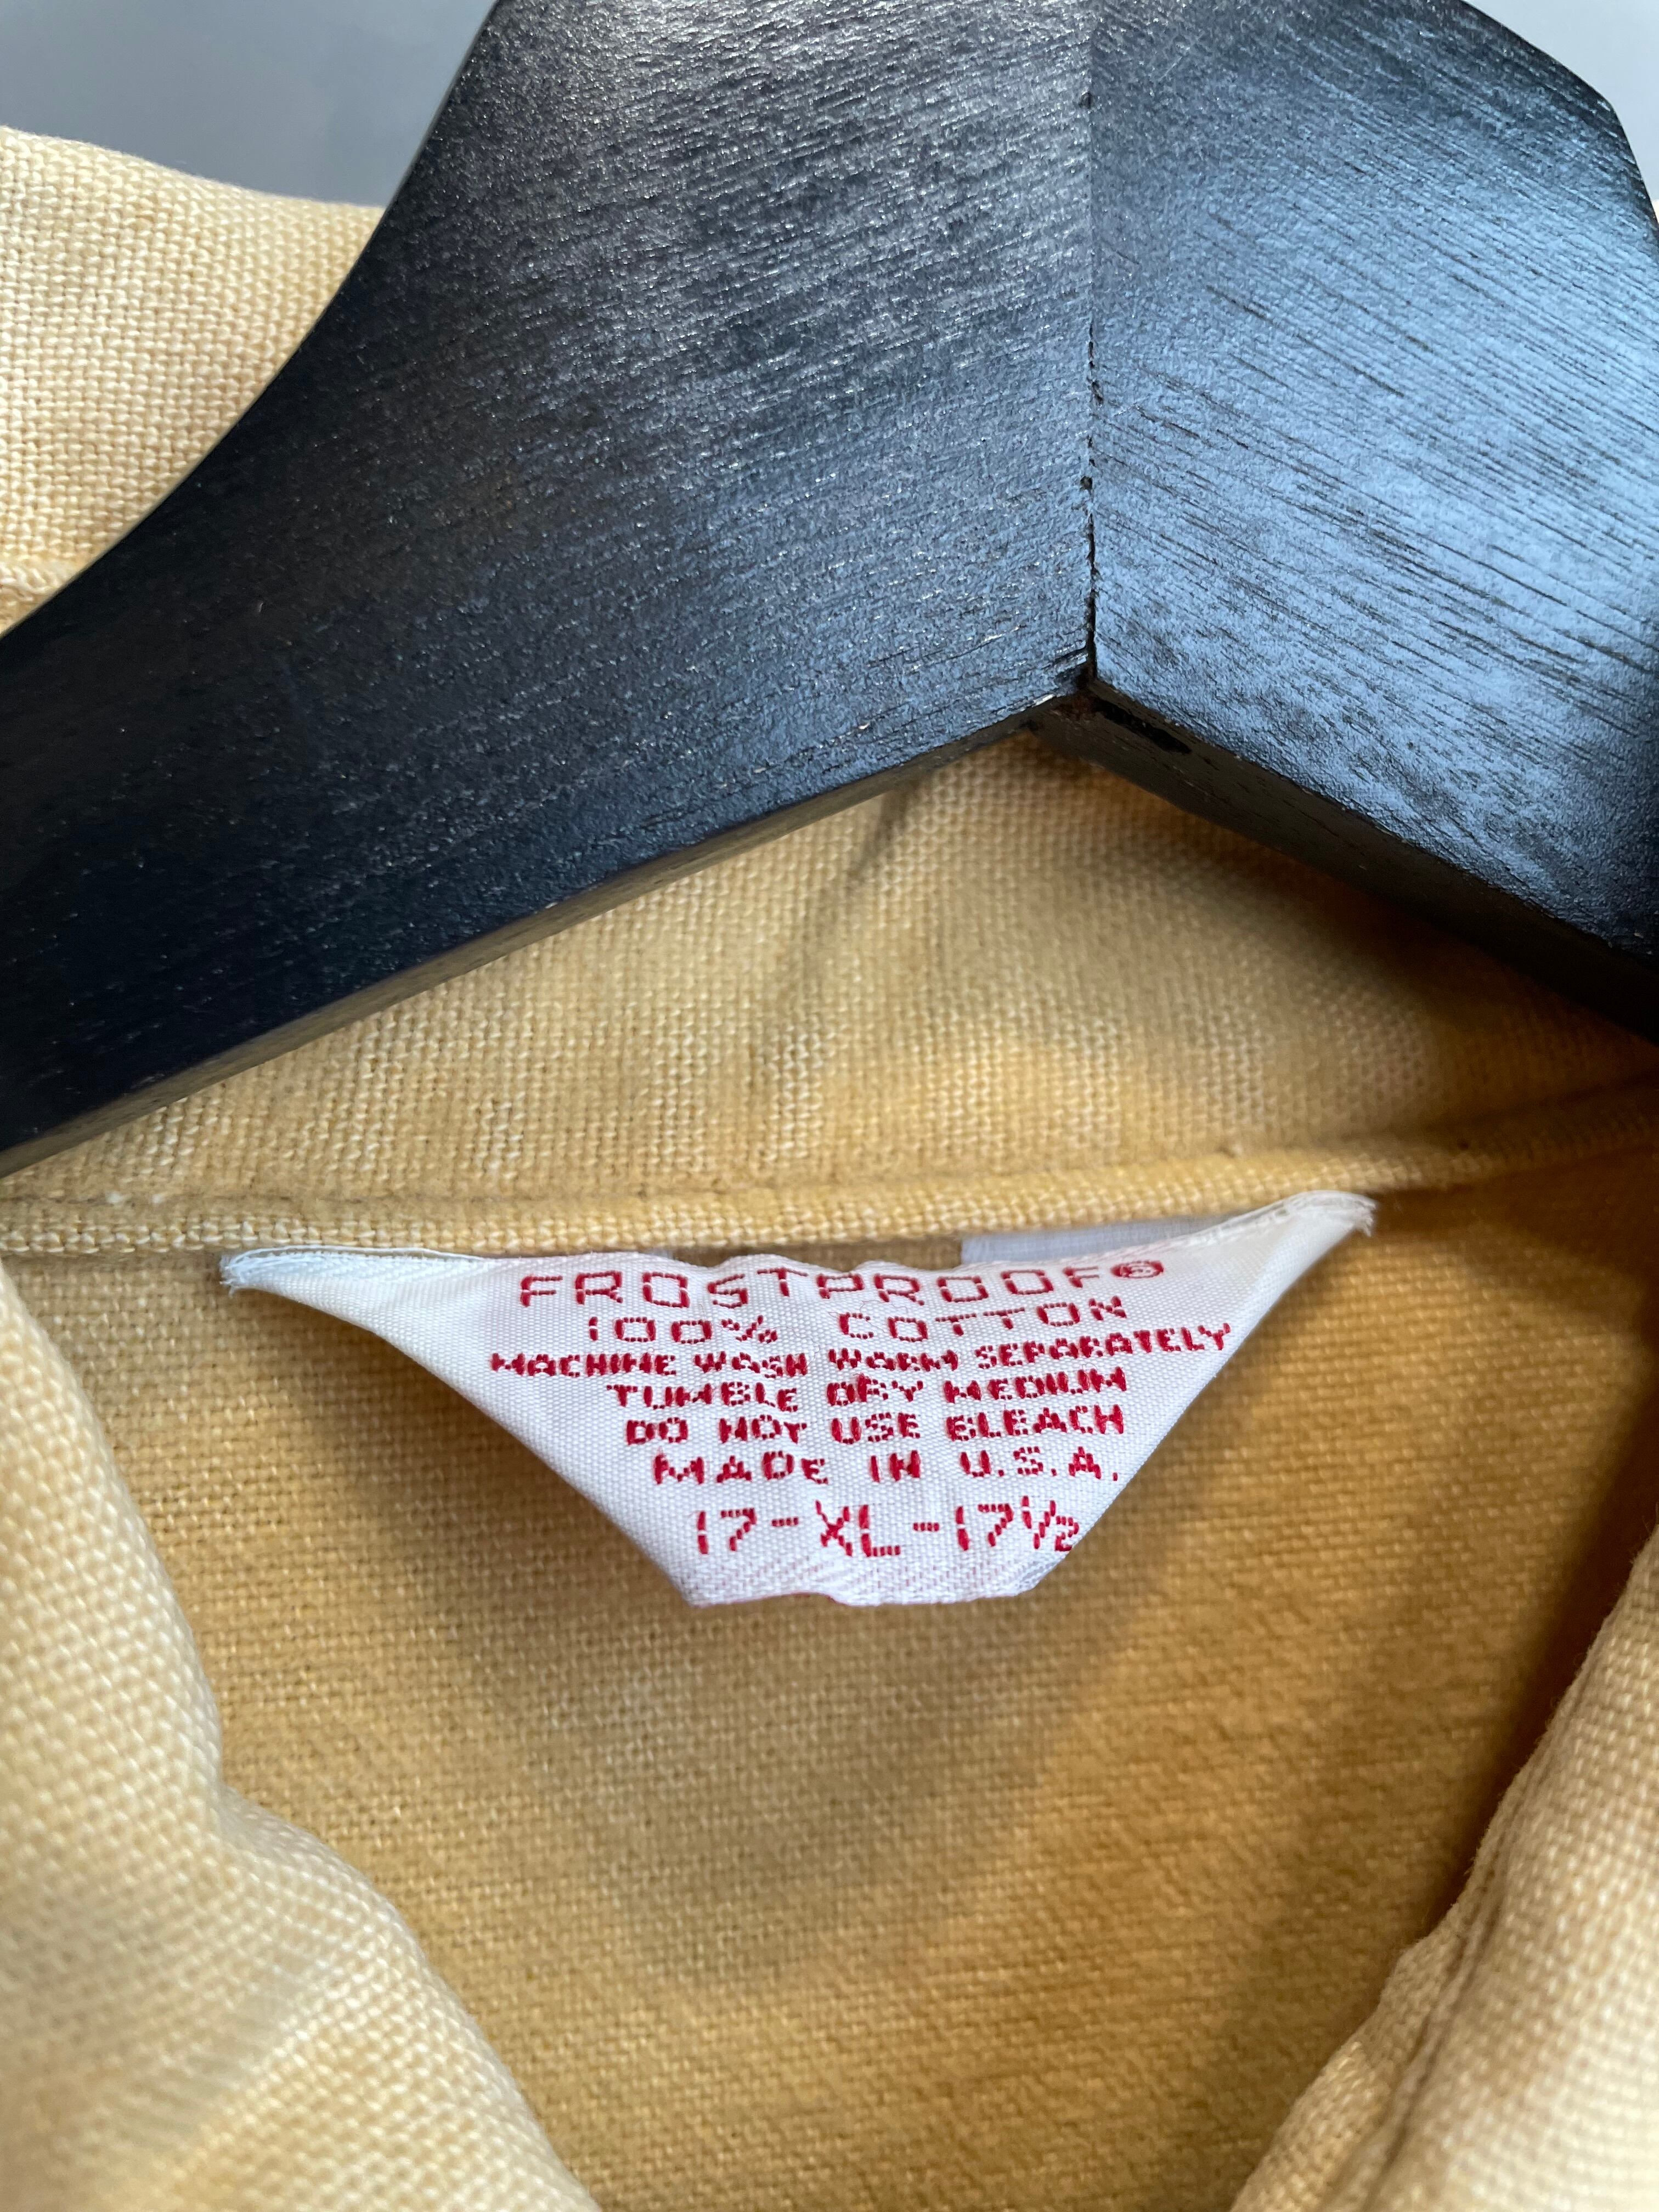 FROSTPROOF®
100% COTTON
MACHINE WASH WARM SEPARATELY
TUMBLE DRY MEDIUM
DO NOT USE BLEACH
MADE IN U.S.A.
17-XL-17½